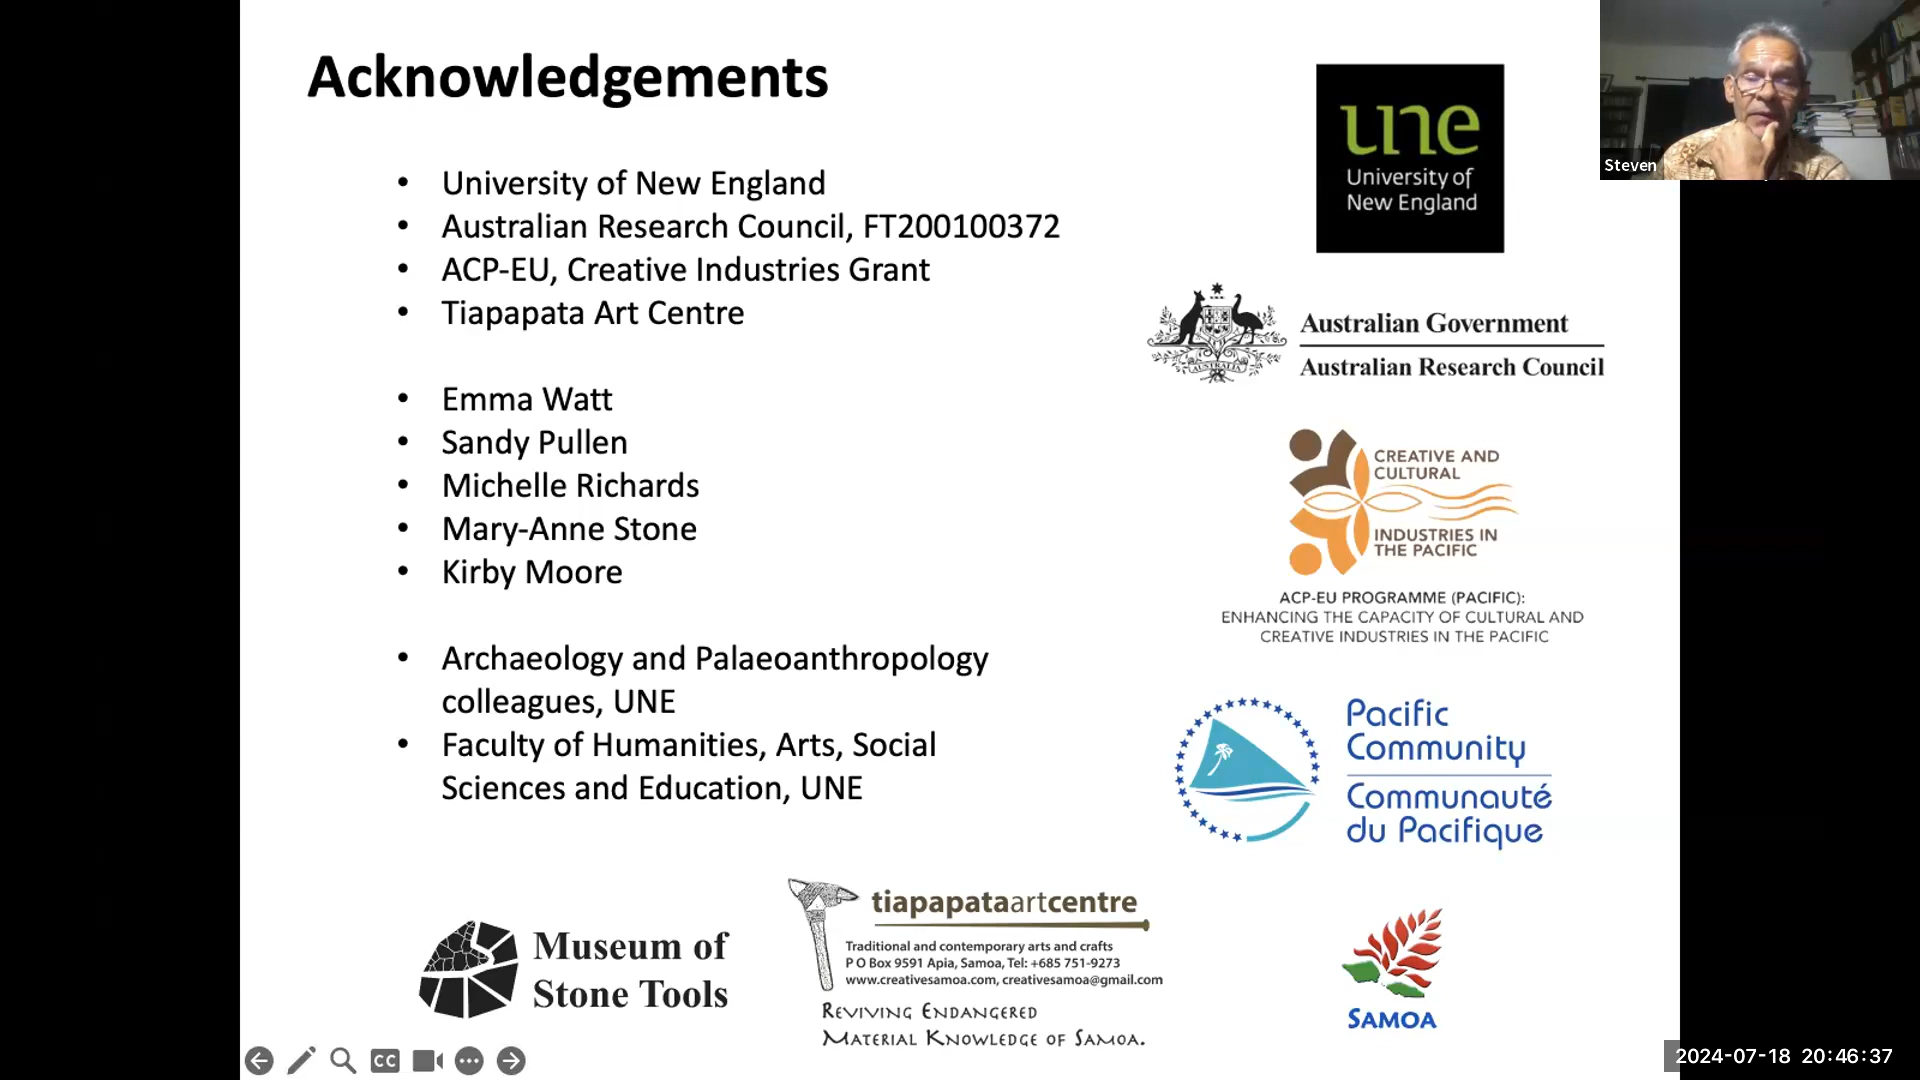 Acknowledgements
• University of New England
• Australian Research Council, FT200100372
• ACP-EU, Creative Industries Grant
• Tiapapata Art Centre
• Emma Watt
• Sandy Pullen
• Michelle Richards
• Mary-Anne Stone
• Kirby Moore
• Archaeology and Palaeoanthropology
colleagues, UNE
• Faculty of Humanities, Arts, Social
Sciences and Education, UNE
une
University of
New England
Steven
AUSTRALIA
Australian Government
Australian Research Council
CREATIVE AND
CULTURAL
INDUSTRIES IN
THE PACIFIC
ACP-EU PROGRAMME (PACIFIC):
ENHANCING THE CAPACITY OF CULTURAL AND
CREATIVE INDUSTRIES IN THE PACIFIC
Pacific
Community
Communauté
du Pacifique
Museum of
Stone Tools
tiapapataartcentre
Traditional and contemporary arts and crafts
P O Box 9591 Apia, Samoa, Tel: +685 751-9273
www.creativesamoa.com, creativesamoa@gmail.com
Reviving Endangered
Material Knowledge of Samoa.
SAMOA
CC
2024-07-18 20:46:37